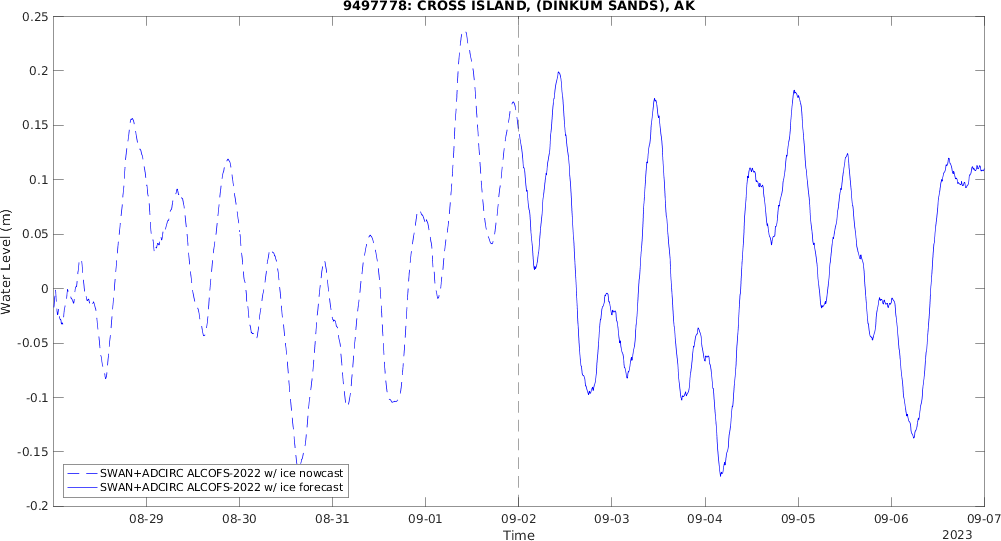 9497778: CROSS ISLAND, (DINKUM SANDS), AK
0.25
0.2
0.15
0.1
0.05
0
-0.05
-0.1
-0.15
-0.2
Water Level (m)
SWAN+ADCIRC ALCOFS-2022 w/ ice nowcast
SWAN+ADCIRC ALCOFS-2022 w/ ice forecast
08-29 08-30 08-31 09-01 09-02 09-03 09-04 09-05 09-06 09-07
Time
2023